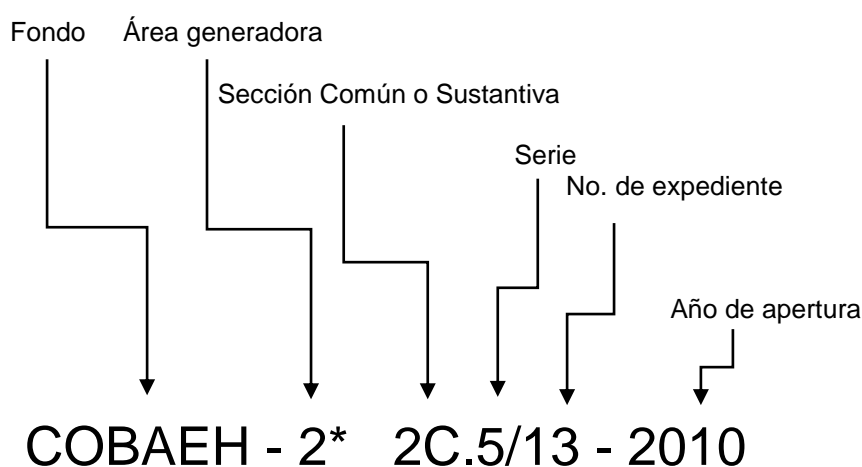 Fondo
Área generadora
Sección Común o Sustantiva
Serie
No. de expediente
Año de apertura
COBAEH - 2* 2C.5/13 - 2010